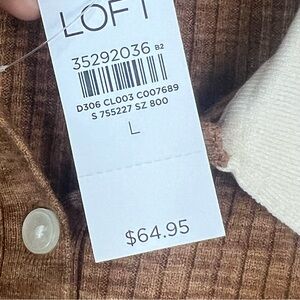 LOFT
35292036 B2
D306 CL003 C007689
S 755227 SZ 800
L
$64.95